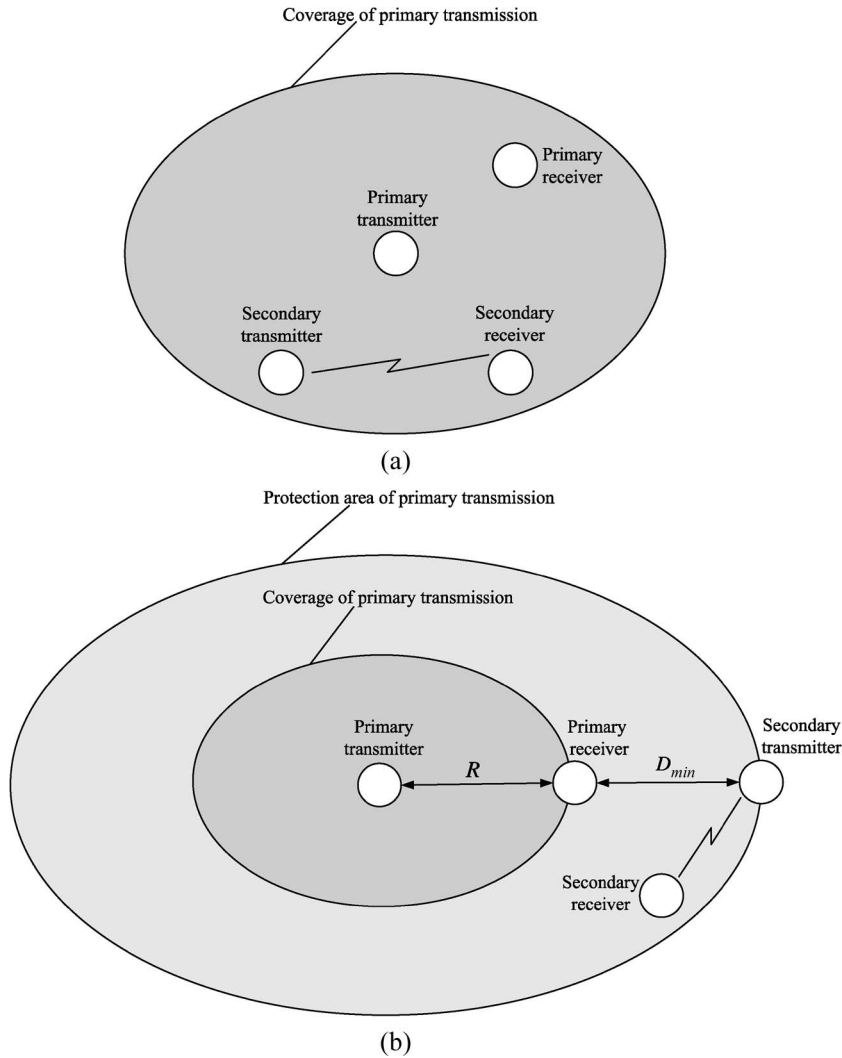 Coverage of primary transmission
Primary
receiver
Primary
transmitter
Secondary
transmitter
Secondary
receiver
(a)
Protection area of primary transmission
Coverage of primary transmission
Primary
transmitter
Primary
receiver
Secondary
transmitter
R
D_min
Secondary
receiver
(b)